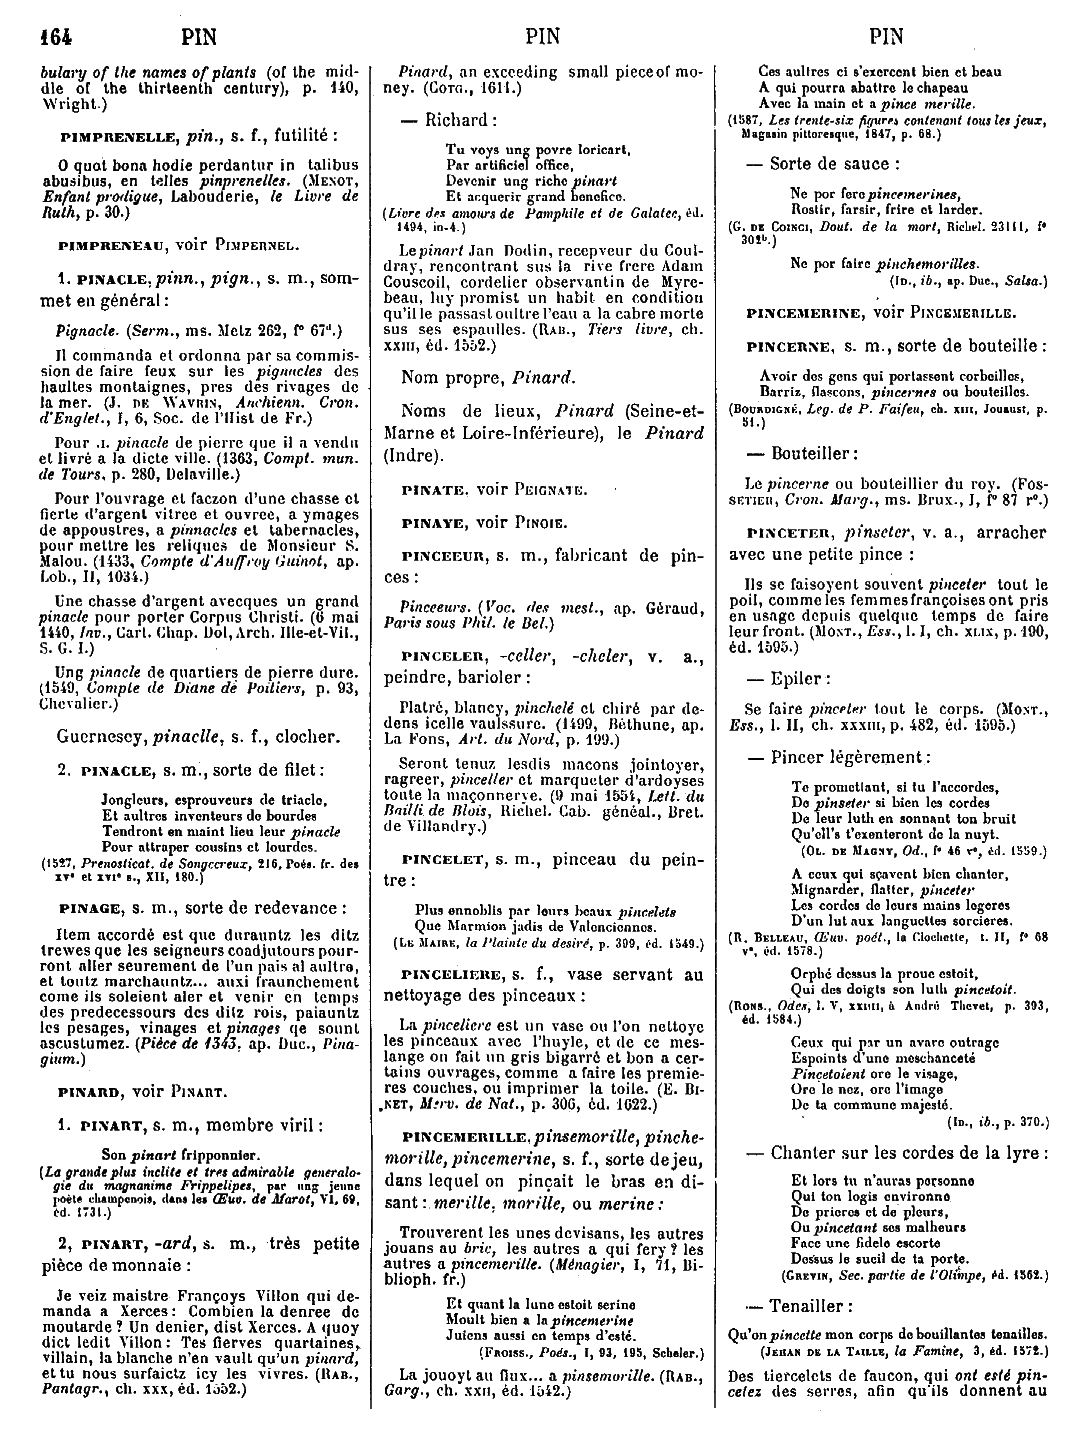 164 PIN PIN PIN
bulary of the names of plants (of the mid-
dle of the thirteenth century), p. 140,
Wright.)
PIMPRENELLE, pin., s. f., futilité :
O quot bona hodie perdantur in talibus
abusibus, en telles pinprenelles. (MENOT,
Enfant prodigue, Labouderie, le Livre de
Ruth, p. 30.)
PIMPRENEAU, voir PIMPERNEL.
1. PINACLE, pinn., pign., s. m., som-
met en général :
Pignacle. (Serm., ms. Metz 262, f° 67d.)
Il commanda et ordonna par sa commis-
sion de faire feux sur les pignacles des
haultes montaignes, pres des rivages de
la mer. (J. DE WAVRIN, Anchienn. Cron.
d'Englet., I, 6, Soc. de l'Hist de Fr.)
Pour .I. pinacle de pierre que il a vendu
et livré a la dicte ville. (1363, Compt. mun.
de Tours, p. 280, Delaville.)
Pour l'ouvrage et faczon d'une chasse et
fierte d'argent vitree et ouvree, a ymages
de appoustres, a pinnacles et tabernacles,
pour mettre les reliques de Monsieur S.
Malou. (1433, Compte d'Auffroy Guinot, ap.
Lob., II, 1034.)
Une chasse d'argent avecques un grand
pinacle pour porter Corpus Christi. (6 mai
1440, Inv., Carl. Chap. Dol, Arch. Ille-et-Vil.,
S. G. I.)
Ung pinacle de quartiers de pierre dure.
(1549, Compte de Diane de Poitiers, p. 93,
Chevalier.)
Guernesey, pinaclle, s. f., clocher.
2. PINACLE, s. m., sorte de filet :
Jongleurs, esprouveurs de triacle,
Et aultres inventeurs de bourdes
Tendront en maint lieu leur pinacle
Pour attraper cousins et lourdes.
(1527, Prenosticat. de Songecreux, 216, Poés. fr. des
XVe et XVIe s., XII, 180.)
PINAGE, s. m., sorte de redevance :
Item accordé est que durauntz les ditz
trewes que les seigneurs coadjutours pour-
ront aller seurement de l'un pais al aultre,
et toutz marchauntz... auxi fraunchement
come ils soleient aler et venir en temps
des predecessours des ditz rois, paiauntz
les pesages, vinages et pinages qe sount
ascustumez. (Pièce de 1343, ap. Duc., Pina-
gium.)
PINARD, voir PINART.
1. PINART, s. m., membre viril :
Son pinart fripponnier.
(La grande plus inclite et tres admirable generalo-
gie du magnanime Frippelipes, par ung jeune
poète champenois, dans les Œuv. de Marot, VI, 69,
éd. 1731.)
2, PINART, -ard, s. m., très petite
pièce de monnaie :
Je veiz maistre Françoys Villon qui de-
manda a Xerces : Combien la denree de
moutarde ? Un denier, dist Xerces. A quoy
dict ledit Villon : Tes fierves quartaines,
villain, la blanche n'en vault qu'un pinard,
et tu nous surfaictz icy les vivres. (RAB.,
Pantagr., ch. XXX, éd. 1552.)
Pinard, an exceeding small piece of mo-
ney. (COTG., 1611.)
— Richard :
Tu voys ung povre loricart,
Par artificiel office,
Devenir ung riche pinart
Et acquerir grand benefice.
(Livre des amours de Pamphile et de Galatee, éd.
1494, in-4.)
Le pinart Jan Dodin, recepveur du Coul-
dray, rencontrant sus la rive frere Adam
Couscoil, cordelier observantin de Myre-
beau, luy promist un habit en condition
qu'il le passast oultre l'eau a la cabre morte
sus ses espaulles. (RAB., Tiers livre, ch.
XXIII, éd. 1552.)
Nom propre, Pinard.
Noms de lieux, Pinard (Seine-et-
Marne et Loire-Inférieure), le Pinard
(Indre).
PINATE, voir PEIGNATE.
PINAYE, voir PINOIE.
PINCEEUR, s. m., fabricant de pin-
ces :
Pinceeurs. (Voc. des mest., ap. Géraud,
Paris sous Phil. le Bel.)
PINCELER, -celler, -cheler, v. a.,
peindre, barioler :
Platré, blancy, pinchelé et chiré par de-
dens icelle vaulssure. (1499, Béthune, ap.
La Fons, Art. du Nord, p. 199.)
Seront tenuz lesdis macons jointoyer,
ragreer, pinceller et marqueter d'ardoyses
toute la maçonnerye. (9 mai 1554, Lett. du
Bailli de Blois, Richel. Cab. généal., Bret.
de Villandry.)
PINCELET, s. m., pinceau du pein-
tre :
Plus ennoblis par leurs beaux pincelets
Que Marmion jadis de Valenciennes.
(LE MAIRE, la Plainte du desiré, p. 399, éd. 1549.)
PINCELIERE, s. f., vase servant au
nettoyage des pinceaux :
La pinceliere est un vase ou l'on nettoye
les pinceaux avec l'huyle, et de ce mes-
lange on fait un gris bigarré et bon a cer-
tains ouvrages, comme a faire les premie-
res couches, ou imprimer la toile. (E. BI-
NET, Merv. de Nat., p. 306, éd. 1622.)
PINCEMERILLE, pinsemorille, pinche-
morille, pincemerine, s. f., sorte de jeu,
dans lequel on pinçait le bras en di-
sant : merille, morille, ou merine :
Trouverent les unes devisans, les autres
jouans au bric, les autres a qui fery ? les
autres a pincemerille. (Ménagier, I, 71, Bi-
blioph. fr.)
Et quant la lune estoit serine
Moult bien a la pincemerine
Juiens aussi en temps d'esté.
(FROISS., Poés., I, 93, 195, Scheler.)
La jouoyt au flux... a pinsemorille. (RAB.,
Garg., ch. XXII, éd. 1542.)
Ces aultres ci s'exercent bien et beau
A qui pourra abattre le chapeau
Avec la main et a pince merille.
(1587, Les trente-six figures contenant tous les jeux,
Magasin pittoresque, 1847, p. 68.)
— Sorte de sauce :
Ne por fere pincemerines,
Rostir, farsir, frire et larder.
(G. DE COINCI, Dout. de la mort, Richel. 23111, f°
302b.)
Ne por faire pinchemorilles.
(ID., ib., ap. Duc., Salsa.)
PINCEMERINE, voir PINCEMERILLE.
PINCERNE, s. m., sorte de bouteille :
Avoir des gens qui portassent corbeilles,
Barriz, flascons, pincernes ou bouteilles.
(BOURDIGNÉ, Leg. de P. Faifeu, ch. XIII, Jouaust, p.
51.)
— Bouteiller :
Le pincerne ou bouteillier du roy. (FOS-
SETIER, Cron. Marg., ms. Brux., I, f° 87 r°.)
PINCETER, pinseter, v. a., arracher
avec une petite pince :
Ils se faisoyent souvent pinceter tout le
poil, comme les femmes françoises ont pris
en usage depuis quelque temps de faire
leur front. (MONT., Ess., l. I, ch. XLIX, p. 190,
éd. 1595.)
— Epiler :
Se faire pinceter tout le corps. (MONT.,
Ess., l. II, ch. XXXIII, p. 482, éd. 1595.)
— Pincer légèrement :
Te promettant, si tu l'accordes,
De pinseter si bien les cordes
De leur luth en sonnant ton bruit
Qu'ell's t'exenteront de la nuyt.
(OL. DE MAGNY, Od., f° 46 v°, éd. 1559.)
A ceux qui sçavent bien chanter,
Mignarder, flatter, pinceter
Les cordes de leurs mains legeres
D'un lut aux languettes sorcieres.
(R. BELLEAU, Œuv. poét., la Clochette, t. II, f° 68
v°, éd. 1578.)
Orphé dessus la proue estoit,
Qui des doigts son luth pincetoit.
(RONS., Odes, l. V, XXIII, à André Thevet, p. 393,
éd. 1584.)
Ceux qui par un avare outrage
Espoints d'une meschanceté
Pincetoient ore le visage,
Ore le nez, ore l'image
De ta commune majesté.
(ID., ib., p. 370.)
— Chanter sur les cordes de la lyre :
Et lors tu n'auras personne
Qui ton logis environne
De prieres et de pleurs,
Ou pincetant ses malheurs
Face une fidele escorte
Dessus le sueil de ta porte.
(GREVIN, Sec. partie de l'Olimpe, éd. 1562.)
— Tenailler :
Qu'on pincette mon corps de bouillantes tenailles.
(JEHAN DE LA TAILLE, la Famine, 3, éd. 1572.)
Des tiercelets de faucon, qui ont esté pin-
cetez des serres, afin qu'ils donnent au